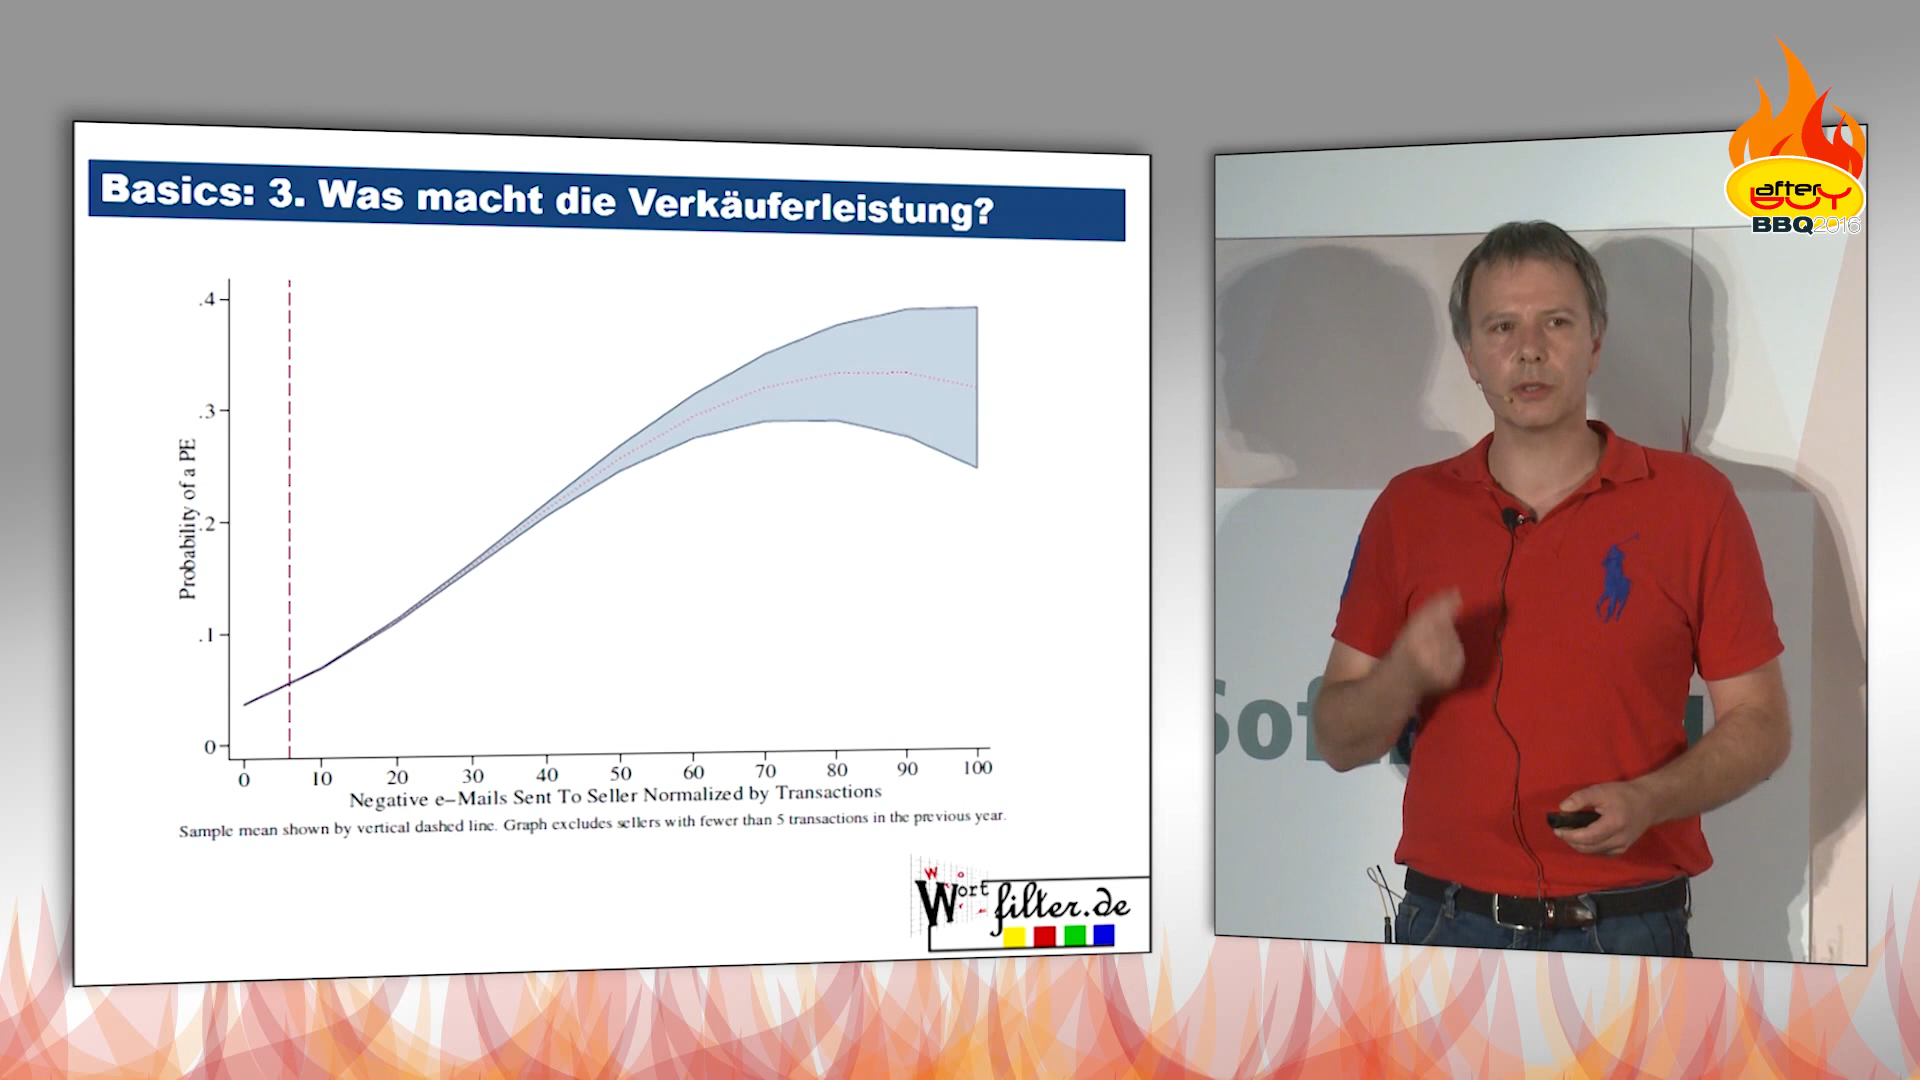 Basics: 3. Was macht die Verkäuferleistung?
.4
.3
.2
.1
0
Probability of a PE
0 10 20 30 40 50 60 70 80 90 100
Negative e-Mails Sent To Seller Normalized by Transactions
Sample mean shown by vertical dashed line. Graph excludes sellers with fewer than 5 transactions in the previous year.
Wortfilter.de
afterbuy
BBQ2016
Sof